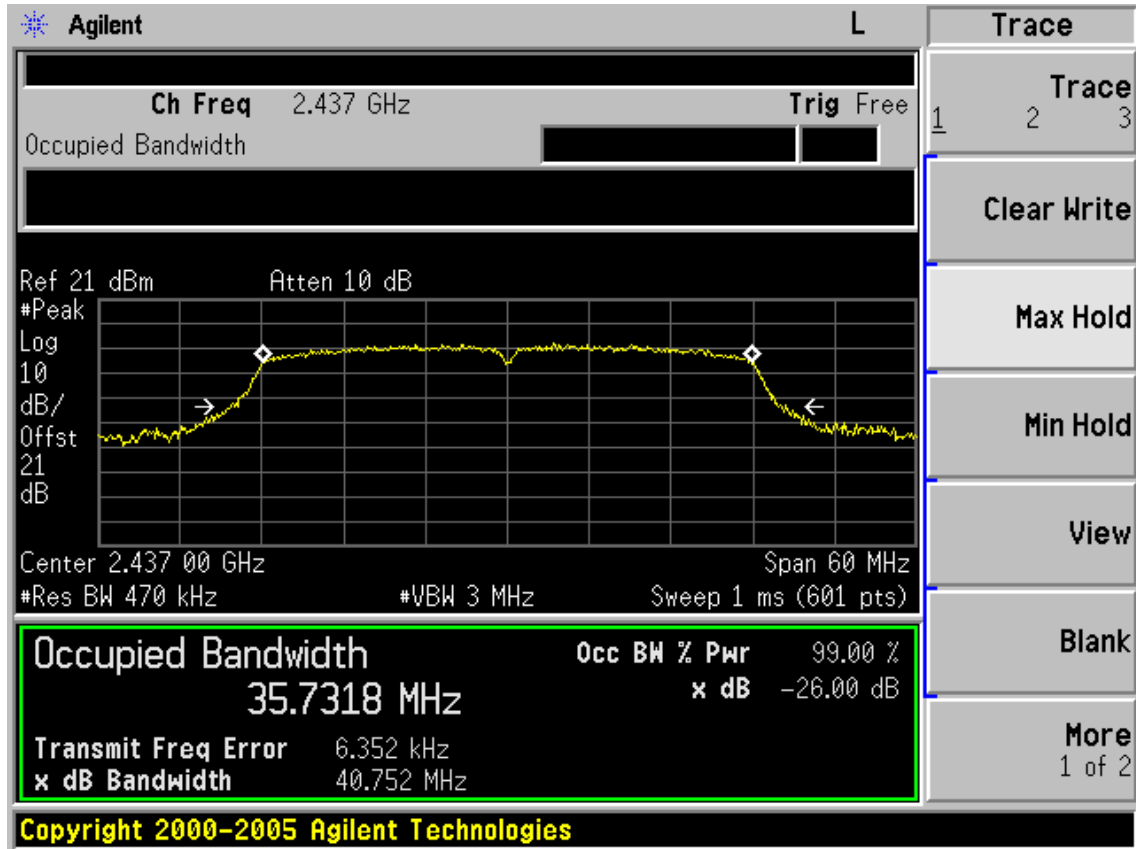 Agilent L
Trace
Ch Freq 2.437 GHz Trig Free
Occupied Bandwidth
Ref 21 dBm Atten 10 dB
#Peak
Log
10
dB/
Offst
21
dB
Center 2.437 00 GHz Span 60 MHz
#Res BW 470 kHz #VBW 3 MHz Sweep 1 ms (601 pts)
Occupied Bandwidth
35.7318 MHz
Occ BW % Pwr 99.00 %
x dB -26.00 dB
Transmit Freq Error 6.352 kHz
x dB Bandwidth 40.752 MHz
Copyright 2000-2005 Agilent Technologies
Trace
1 2 3
Clear Write
Max Hold
Min Hold
View
Blank
More
1 of 2